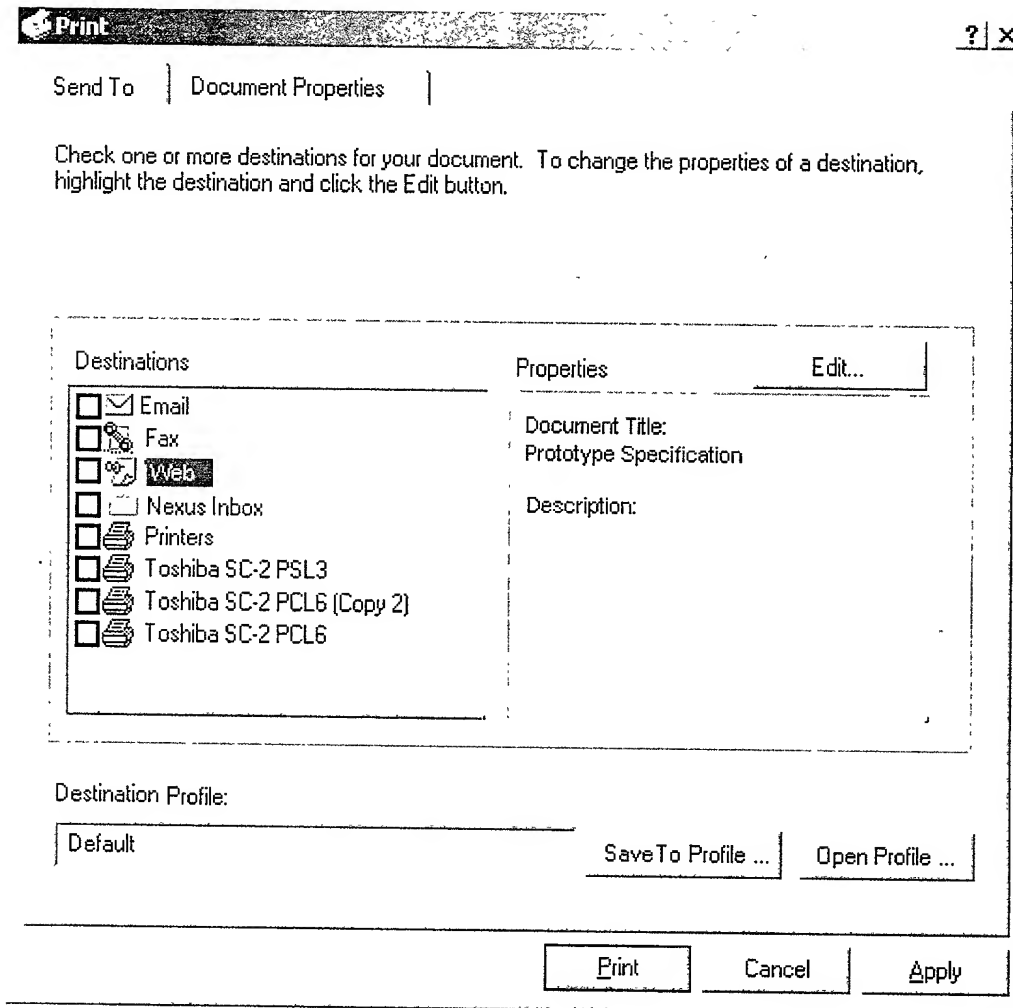 Print
? ×
Send To Document Properties
Check one or more destinations for your document. To change the properties of a destination,
highlight the destination and click the Edit button.
Destinations
Email
Fax
Web
Nexus Inbox
Printers
Toshiba SC-2 PSL3
Toshiba SC-2 PCL6 (Copy 2)
Toshiba SC-2 PCL6
Properties Edit...
Document Title:
Prototype Specification
Description:
Destination Profile:
Default
SaveTo Profile ... Open Profile ...
Print Cancel Apply